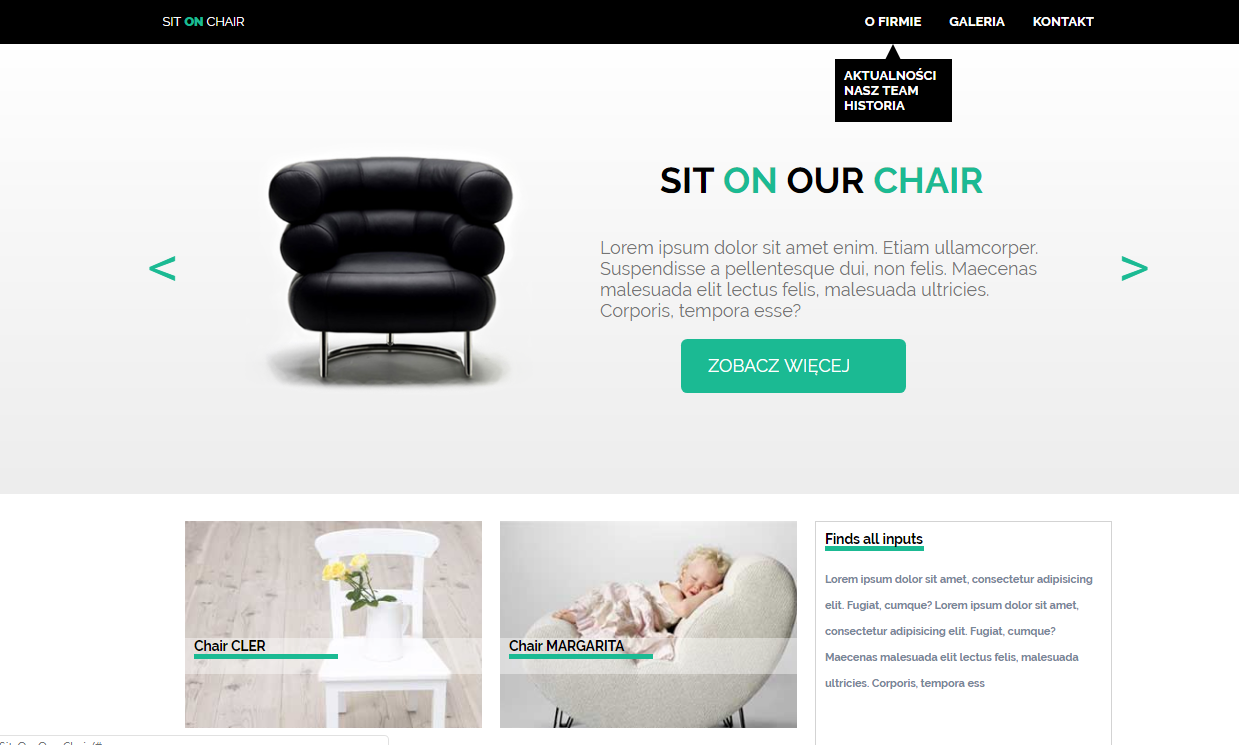 SIT ON CHAIR
O FIRMIE GALERIA KONTAKT
AKTUALNOŚCI
NASZ TEAM
HISTORIA
SIT ON OUR CHAIR
Lorem ipsum dolor sit amet enim. Etiam ullamcorper.
Suspendisse a pellentesque dui, non felis. Maecenas
malesuada elit lectus felis, malesuada ultricies.
Corporis, tempora esse?
< >
ZOBACZ WIĘCEJ
Chair CLER
Chair MARGARITA
Finds all inputs
Lorem ipsum dolor sit amet, consectetur adipisicing
elit. Fugiat, cumque? Lorem ipsum dolor sit amet,
consectetur adipisicing elit. Fugiat, cumque?
Maecenas malesuada elit lectus felis, malesuada
ultricies. Corporis, tempora ess